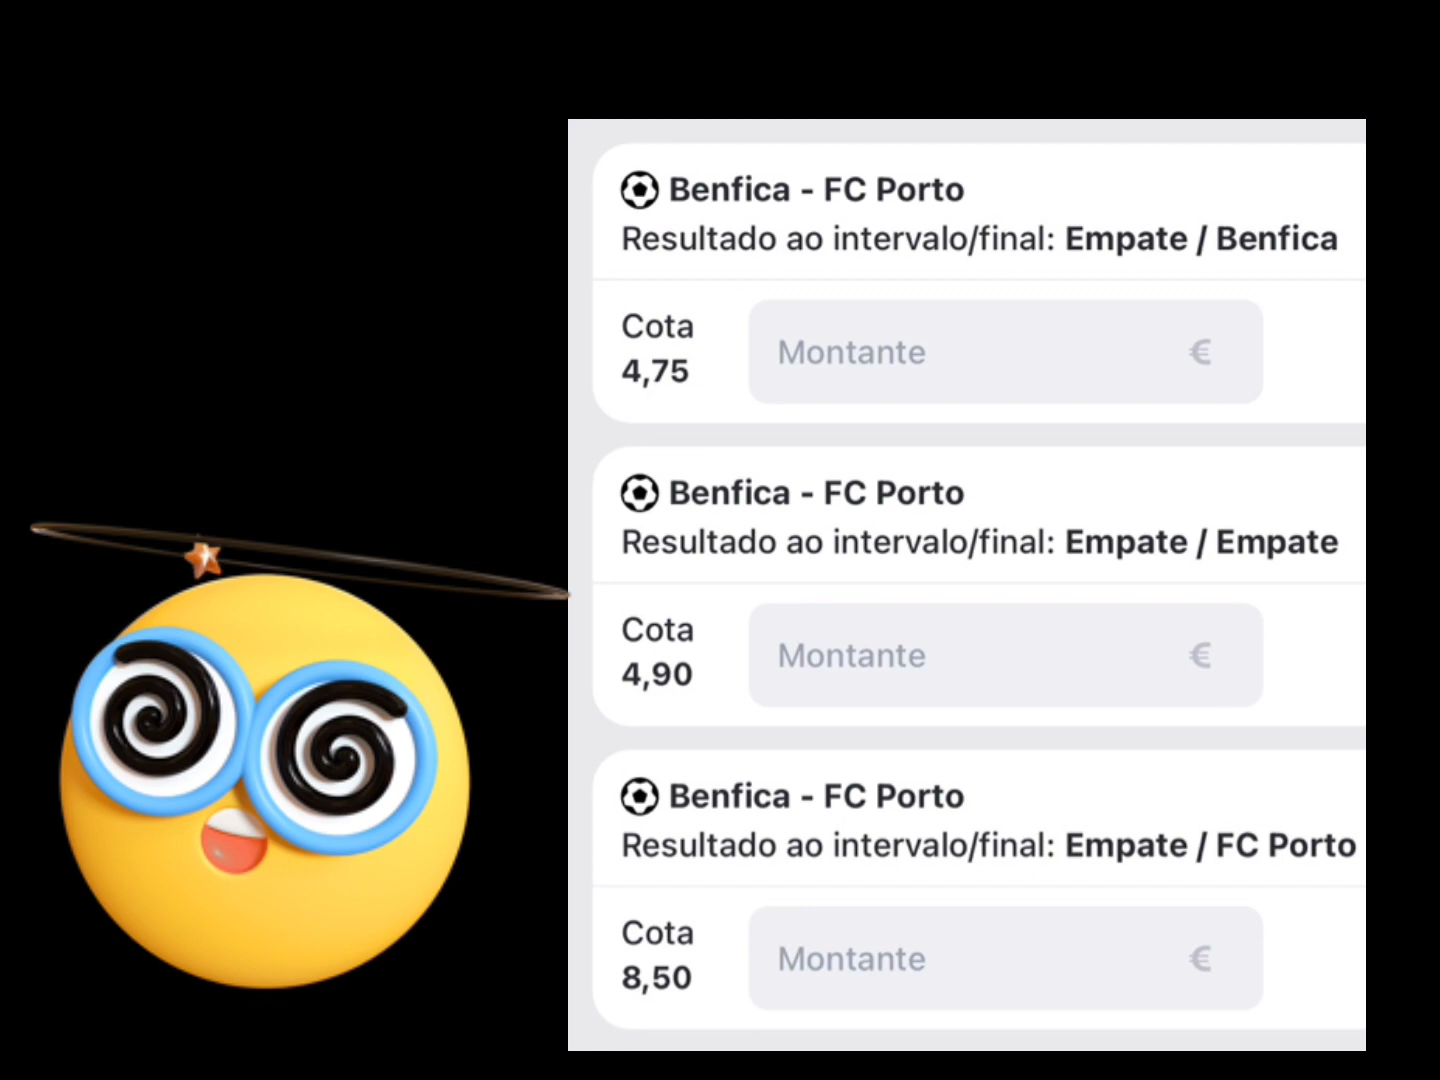 Benfica - FC Porto
Resultado ao intervalo/final: Empate / Benfica
Cota
4,75
Montante €
Benfica - FC Porto
Resultado ao intervalo/final: Empate / Empate
Cota
4,90
Montante €
Benfica - FC Porto
Resultado ao intervalo/final: Empate / FC Porto
Cota
8,50
Montante €